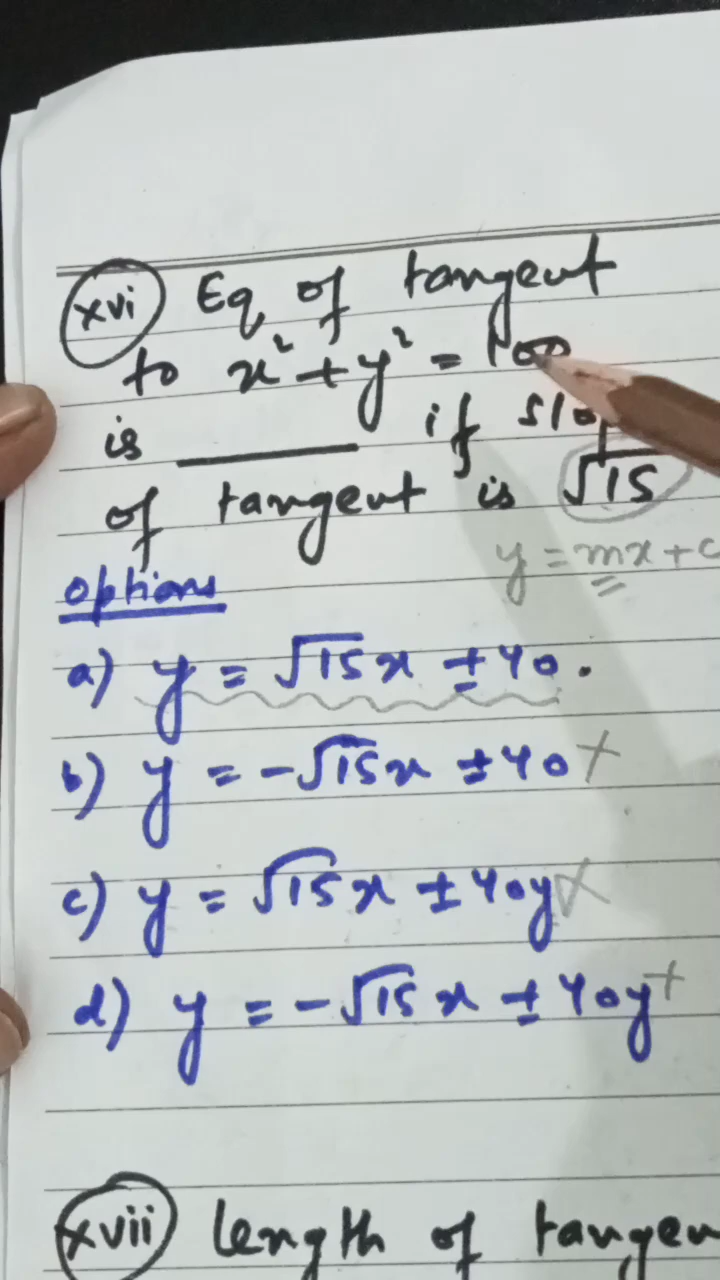 xvi Eq of tangent
to x² + y² = 100
is ______ if slop
of tangent is √15
y = mx + c
options
a) y = √15x ± 40.
b) y = -√15x ± 40 ×
c) y = √15x ± 40y ×
d) y = -√15x ± 40y ×
xvii length of tangen